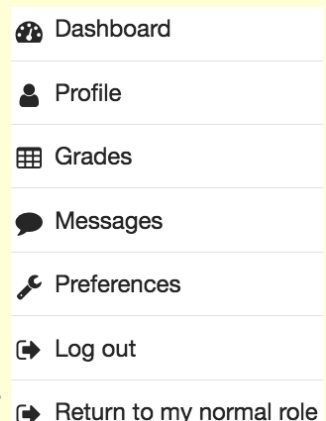 Dashboard
Profile
Grades
Messages
Preferences
Log out
Return to my normal role